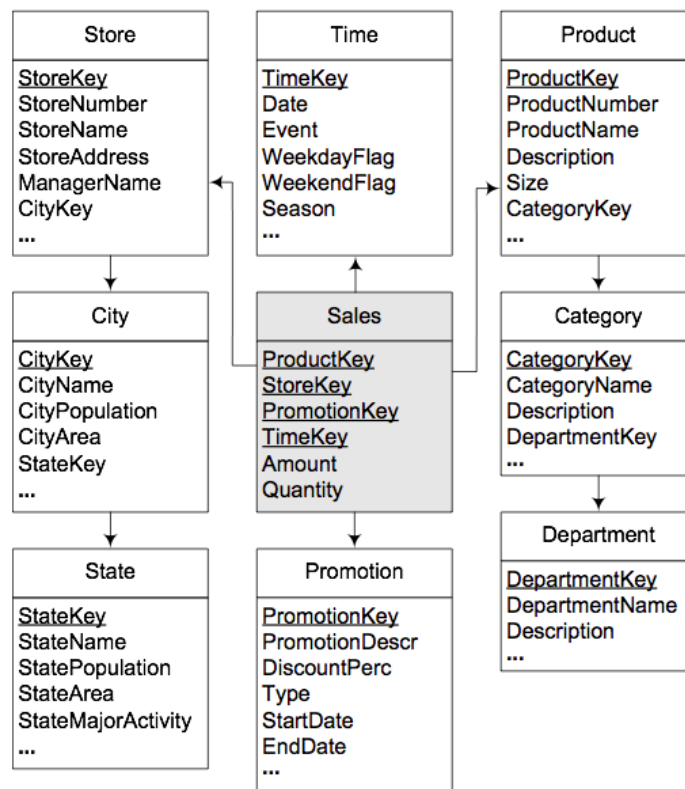 Store
StoreKey
StoreNumber
StoreName
StoreAddress
ManagerName
CityKey
...
Time
TimeKey
Date
Event
WeekdayFlag
WeekendFlag
Season
...
Product
ProductKey
ProductNumber
ProductName
Description
Size
CategoryKey
...
City
CityKey
CityName
CityPopulation
CityArea
StateKey
...
Sales
ProductKey
StoreKey
PromotionKey
TimeKey
Amount
Quantity
Category
CategoryKey
CategoryName
Description
DepartmentKey
...
State
StateKey
StateName
StatePopulation
StateArea
StateMajorActivity
...
Promotion
PromotionKey
PromotionDescr
DiscountPerc
Type
StartDate
EndDate
...
Department
DepartmentKey
DepartmentName
Description
...